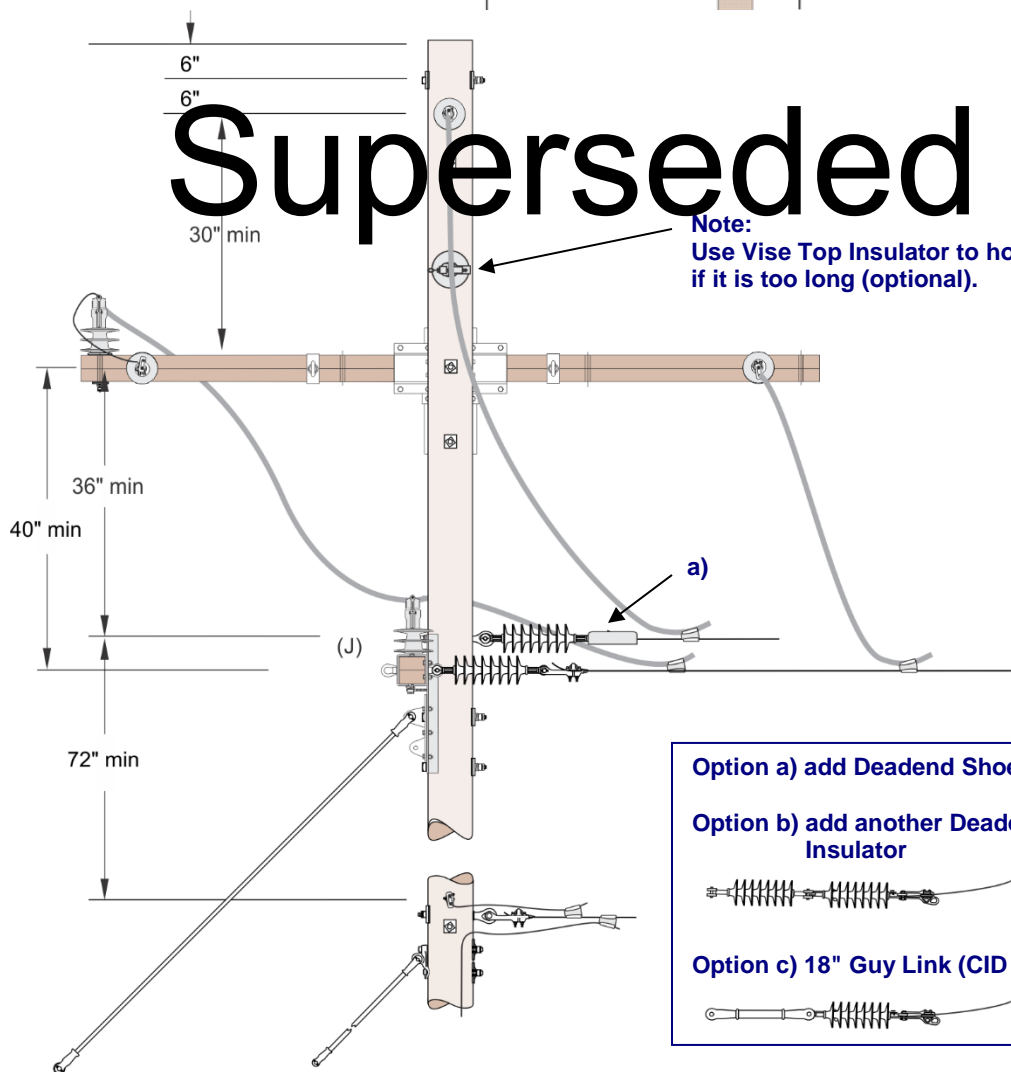 6"
6"
Superseded
30" min
Note:
Use Vise Top Insulator to ho
if it is too long (optional).
36" min
40" min
a)
(J)
72" min
Option a) add Deadend Shoe
Option b) add another Deade
Insulator
Option c) 18" Guy Link (CID